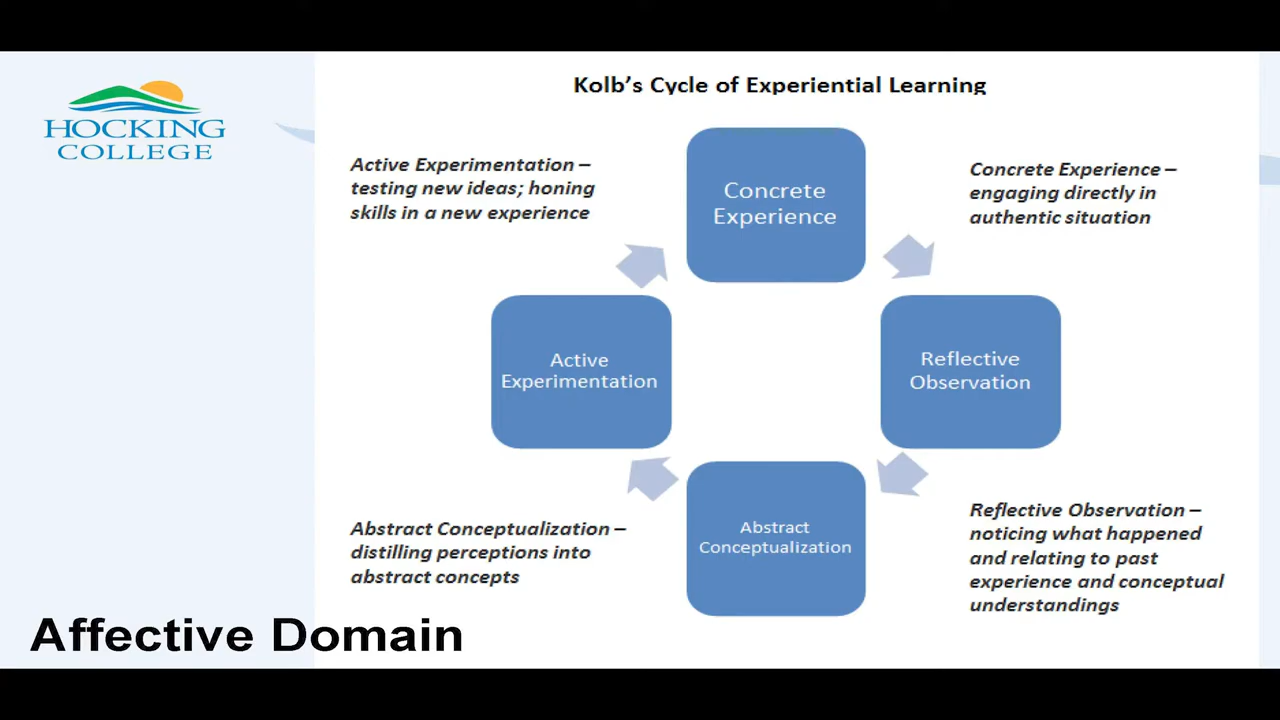 HOCKING
COLLEGE
Kolb's Cycle of Experiential Learning
Active Experimentation –
testing new ideas; honing
skills in a new experience
Concrete
Experience
Concrete Experience –
engaging directly in
authentic situation
Active
Experimentation
Reflective
Observation
Abstract Conceptualization –
distilling perceptions into
abstract concepts
Abstract
Conceptualization
Reflective Observation –
noticing what happened
and relating to past
experience and conceptual
understandings
Affective Domain